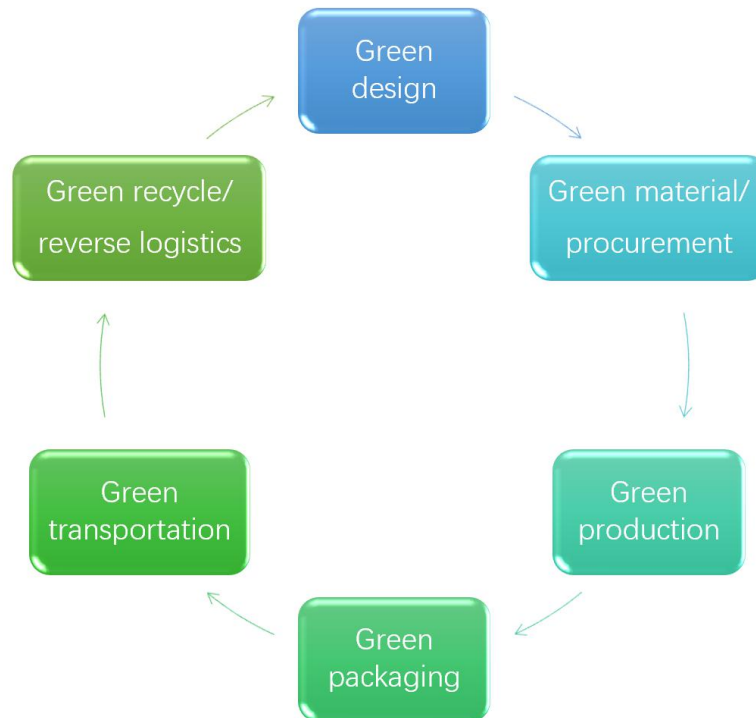 Green
design
Green material/
procurement
Green
production
Green
packaging
Green
transportation
Green recycle/
reverse logistics